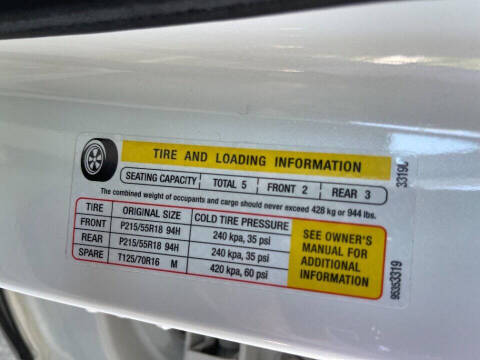 TIRE AND LOADING INFORMATION
SEATING CAPACITY TOTAL 5 FRONT 2 REAR 3
The combined weight of occupants and cargo should never exceed 428 kg or 944 lbs.
TIRE ORIGINAL SIZE COLD TIRE PRESSURE
FRONT P215/55R18 94H 240 kpa, 35 psi
REAR P215/55R18 94H 240 kpa, 35 psi
SPARE T125/70R16 M 420 kpa, 60 psi
SEE OWNER'S
MANUAL FOR
ADDITIONAL
INFORMATION
3319C
95353319